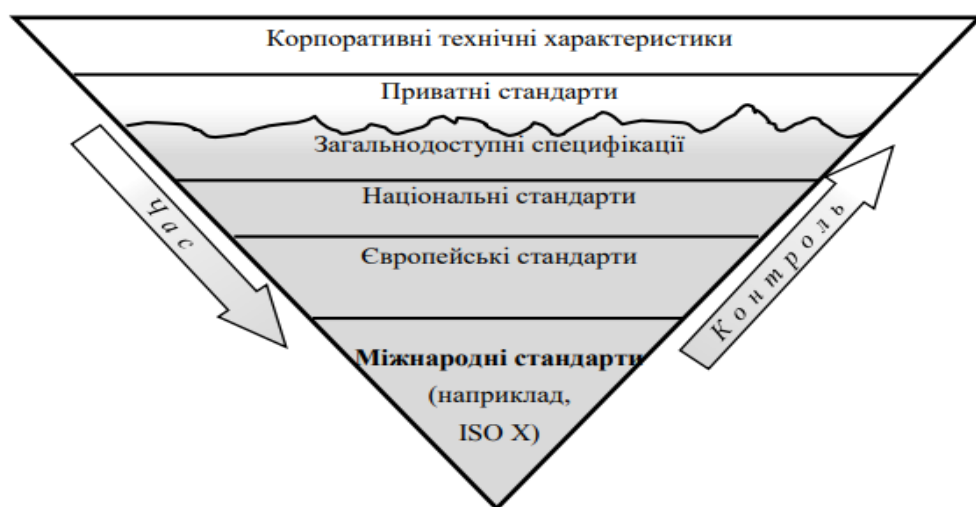 Корпоративні технічні характеристики
Приватні стандарти
Загальнодоступні специфікації
Національні стандарти
Європейські стандарти
Міжнародні стандарти
(наприклад,
ISO X)
Час
Контроль